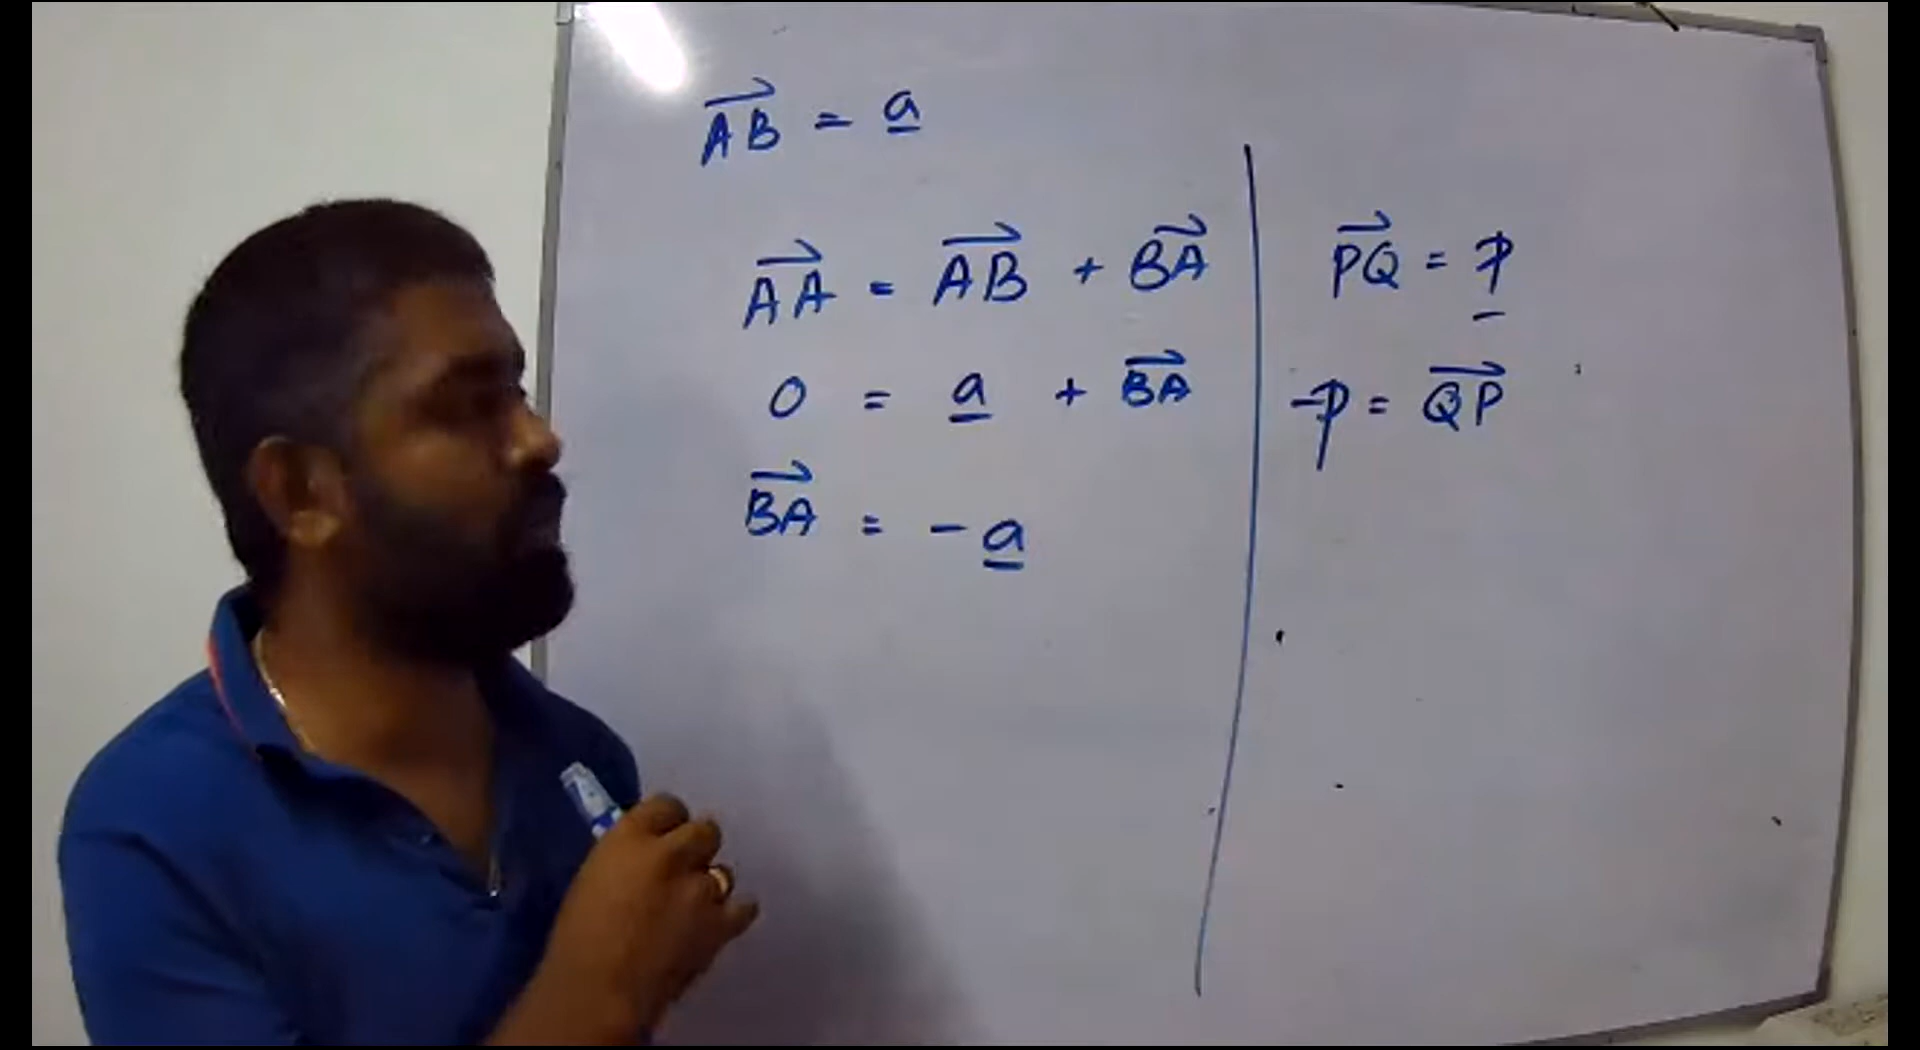 AB⃗ = a̲
AA⃗ = AB⃗ + BA⃗
0 = a̲ + BA⃗
BA⃗ = - a̲
PQ⃗ = p̲
-p = QP⃗